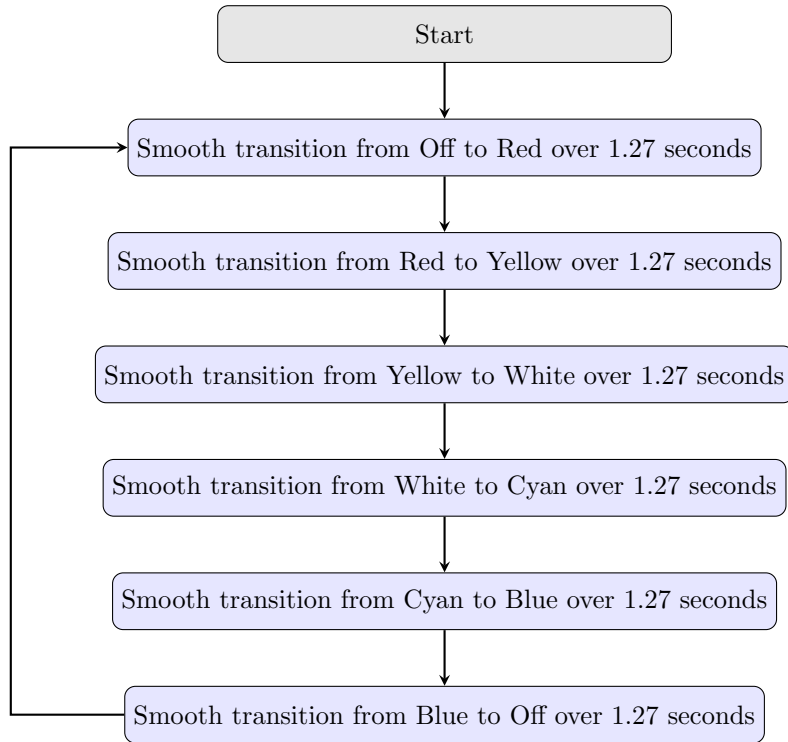 Start
Smooth transition from Off to Red over 1.27 seconds
Smooth transition from Red to Yellow over 1.27 seconds
Smooth transition from Yellow to White over 1.27 seconds
Smooth transition from White to Cyan over 1.27 seconds
Smooth transition from Cyan to Blue over 1.27 seconds
Smooth transition from Blue to Off over 1.27 seconds